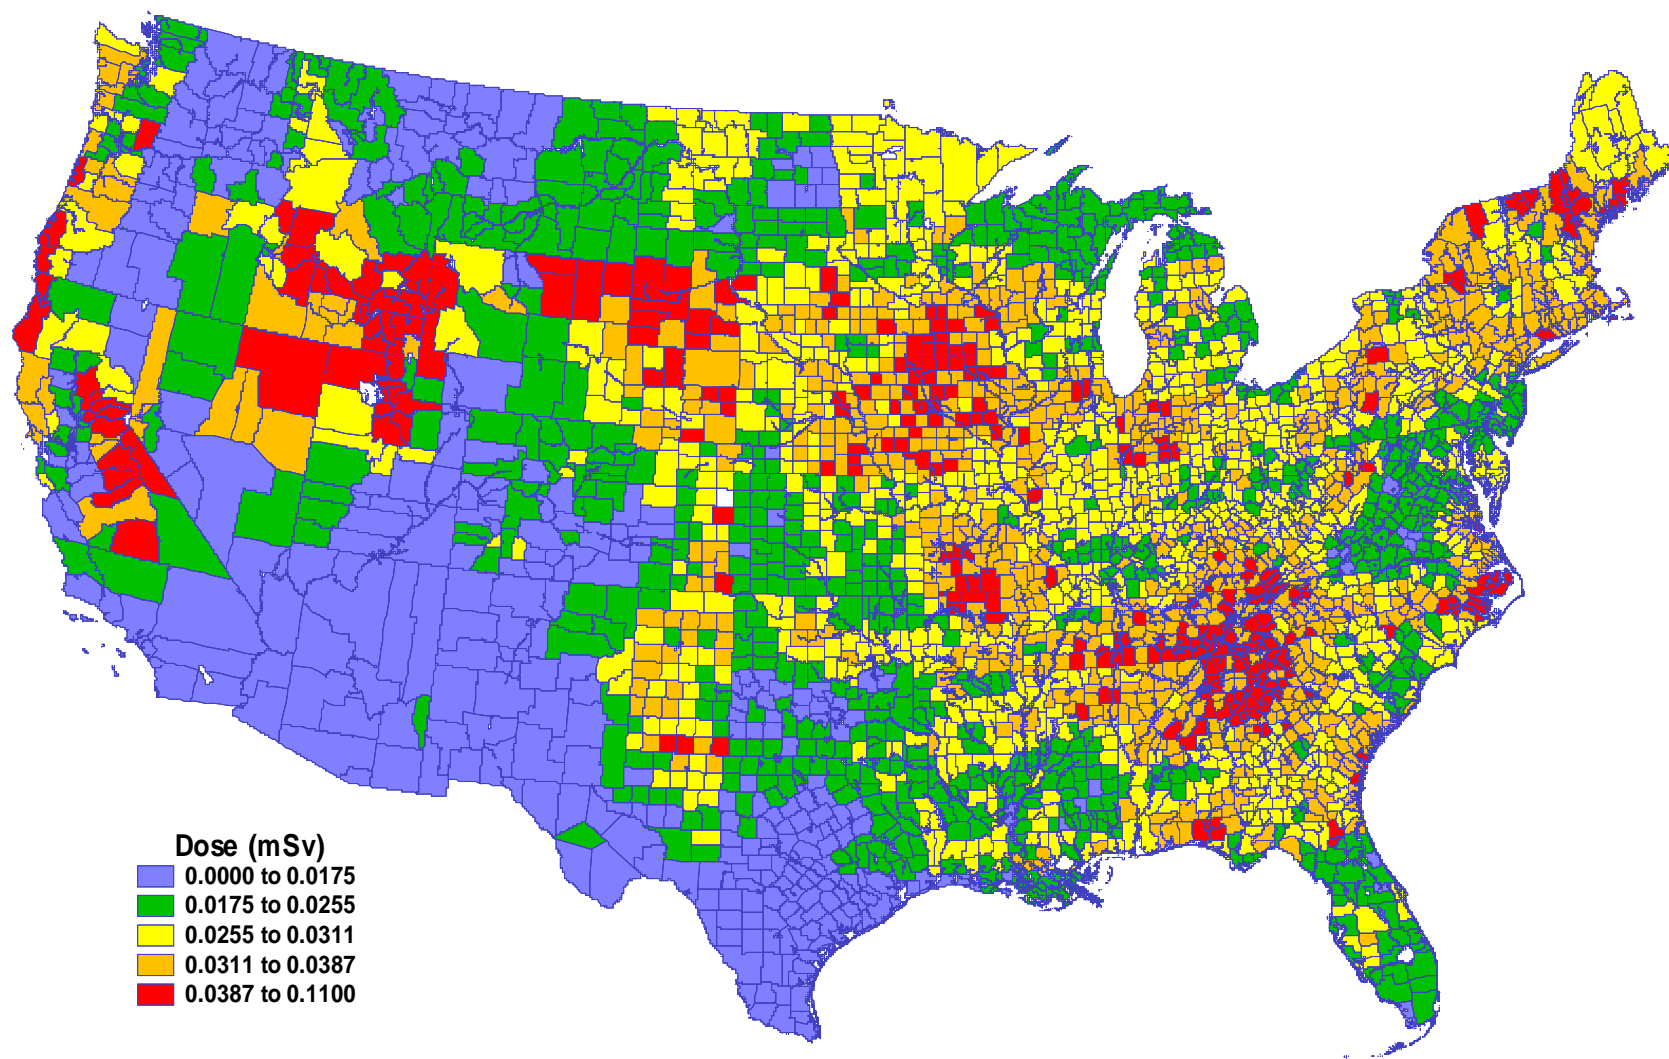 Dose (mSv)
0.0000 to 0.0175
0.0175 to 0.0255
0.0255 to 0.0311
0.0311 to 0.0387
0.0387 to 0.1100